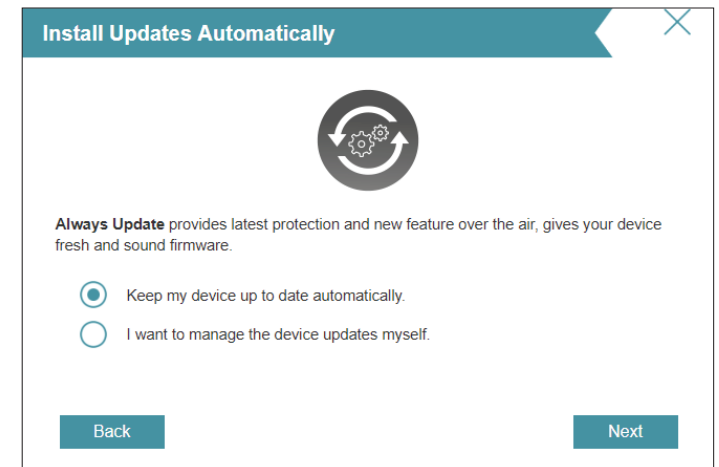 Install Updates Automatically
Always Update provides latest protection and new feature over the air, gives your device
fresh and sound firmware.
Keep my device up to date automatically.
I want to manage the device updates myself.
Back
Next